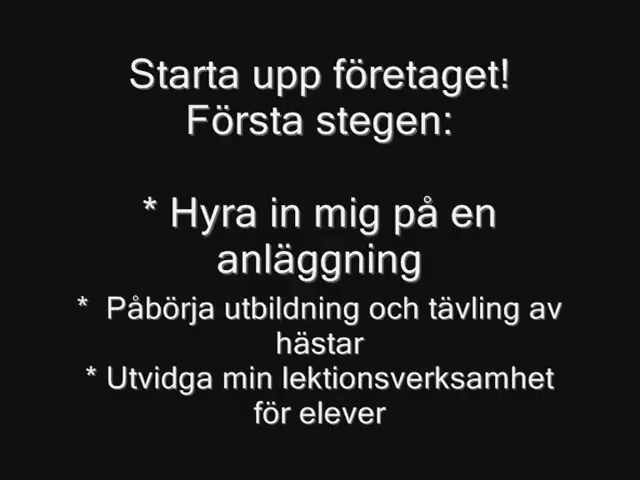 Starta upp företaget!
Första stegen:
* Hyra in mig på en
anläggning
* Påbörja utbildning och tävling av
hästar
* Utvidga min lektionsverksamhet
för elever